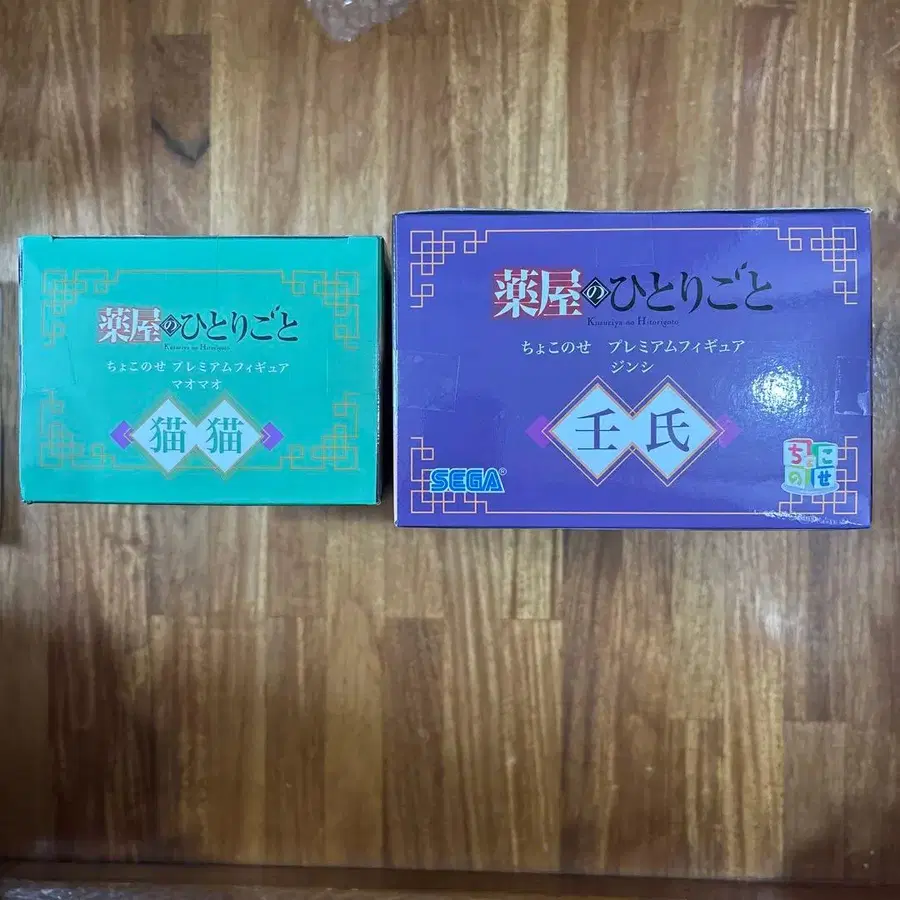 薬屋のひとりごと
Kusuriya-no Hitorigoto
ちょこのせ プレミアムフィギュア
マオマオ
猫猫
薬屋のひとりごと
Kusuriya-no Hitorigoto
ちょこのせ プレミアムフィギュア
ジンシ
壬氏
SEGA®
ちょこ
のせ